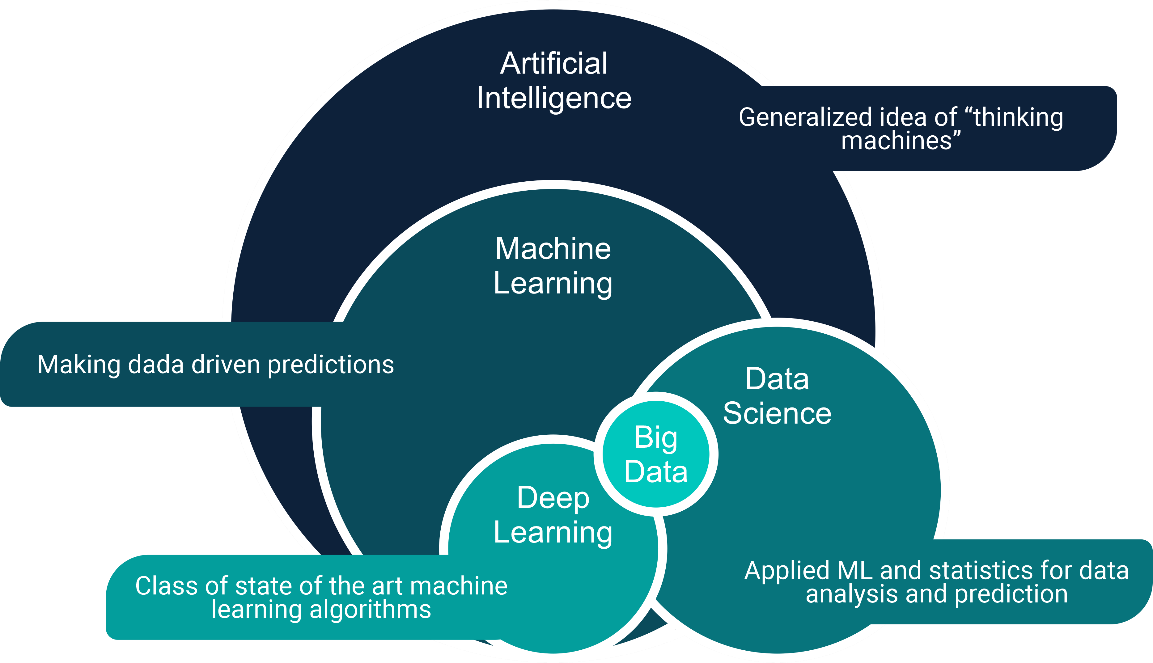 Artificial
Intelligence
Generalized idea of “thinking
machines”
Machine
Learning
Making dada driven predictions
Data
Science
Big
Data
Deep
Learning
Class of state of the art machine
learning algorithms
Applied ML and statistics for data
analysis and prediction